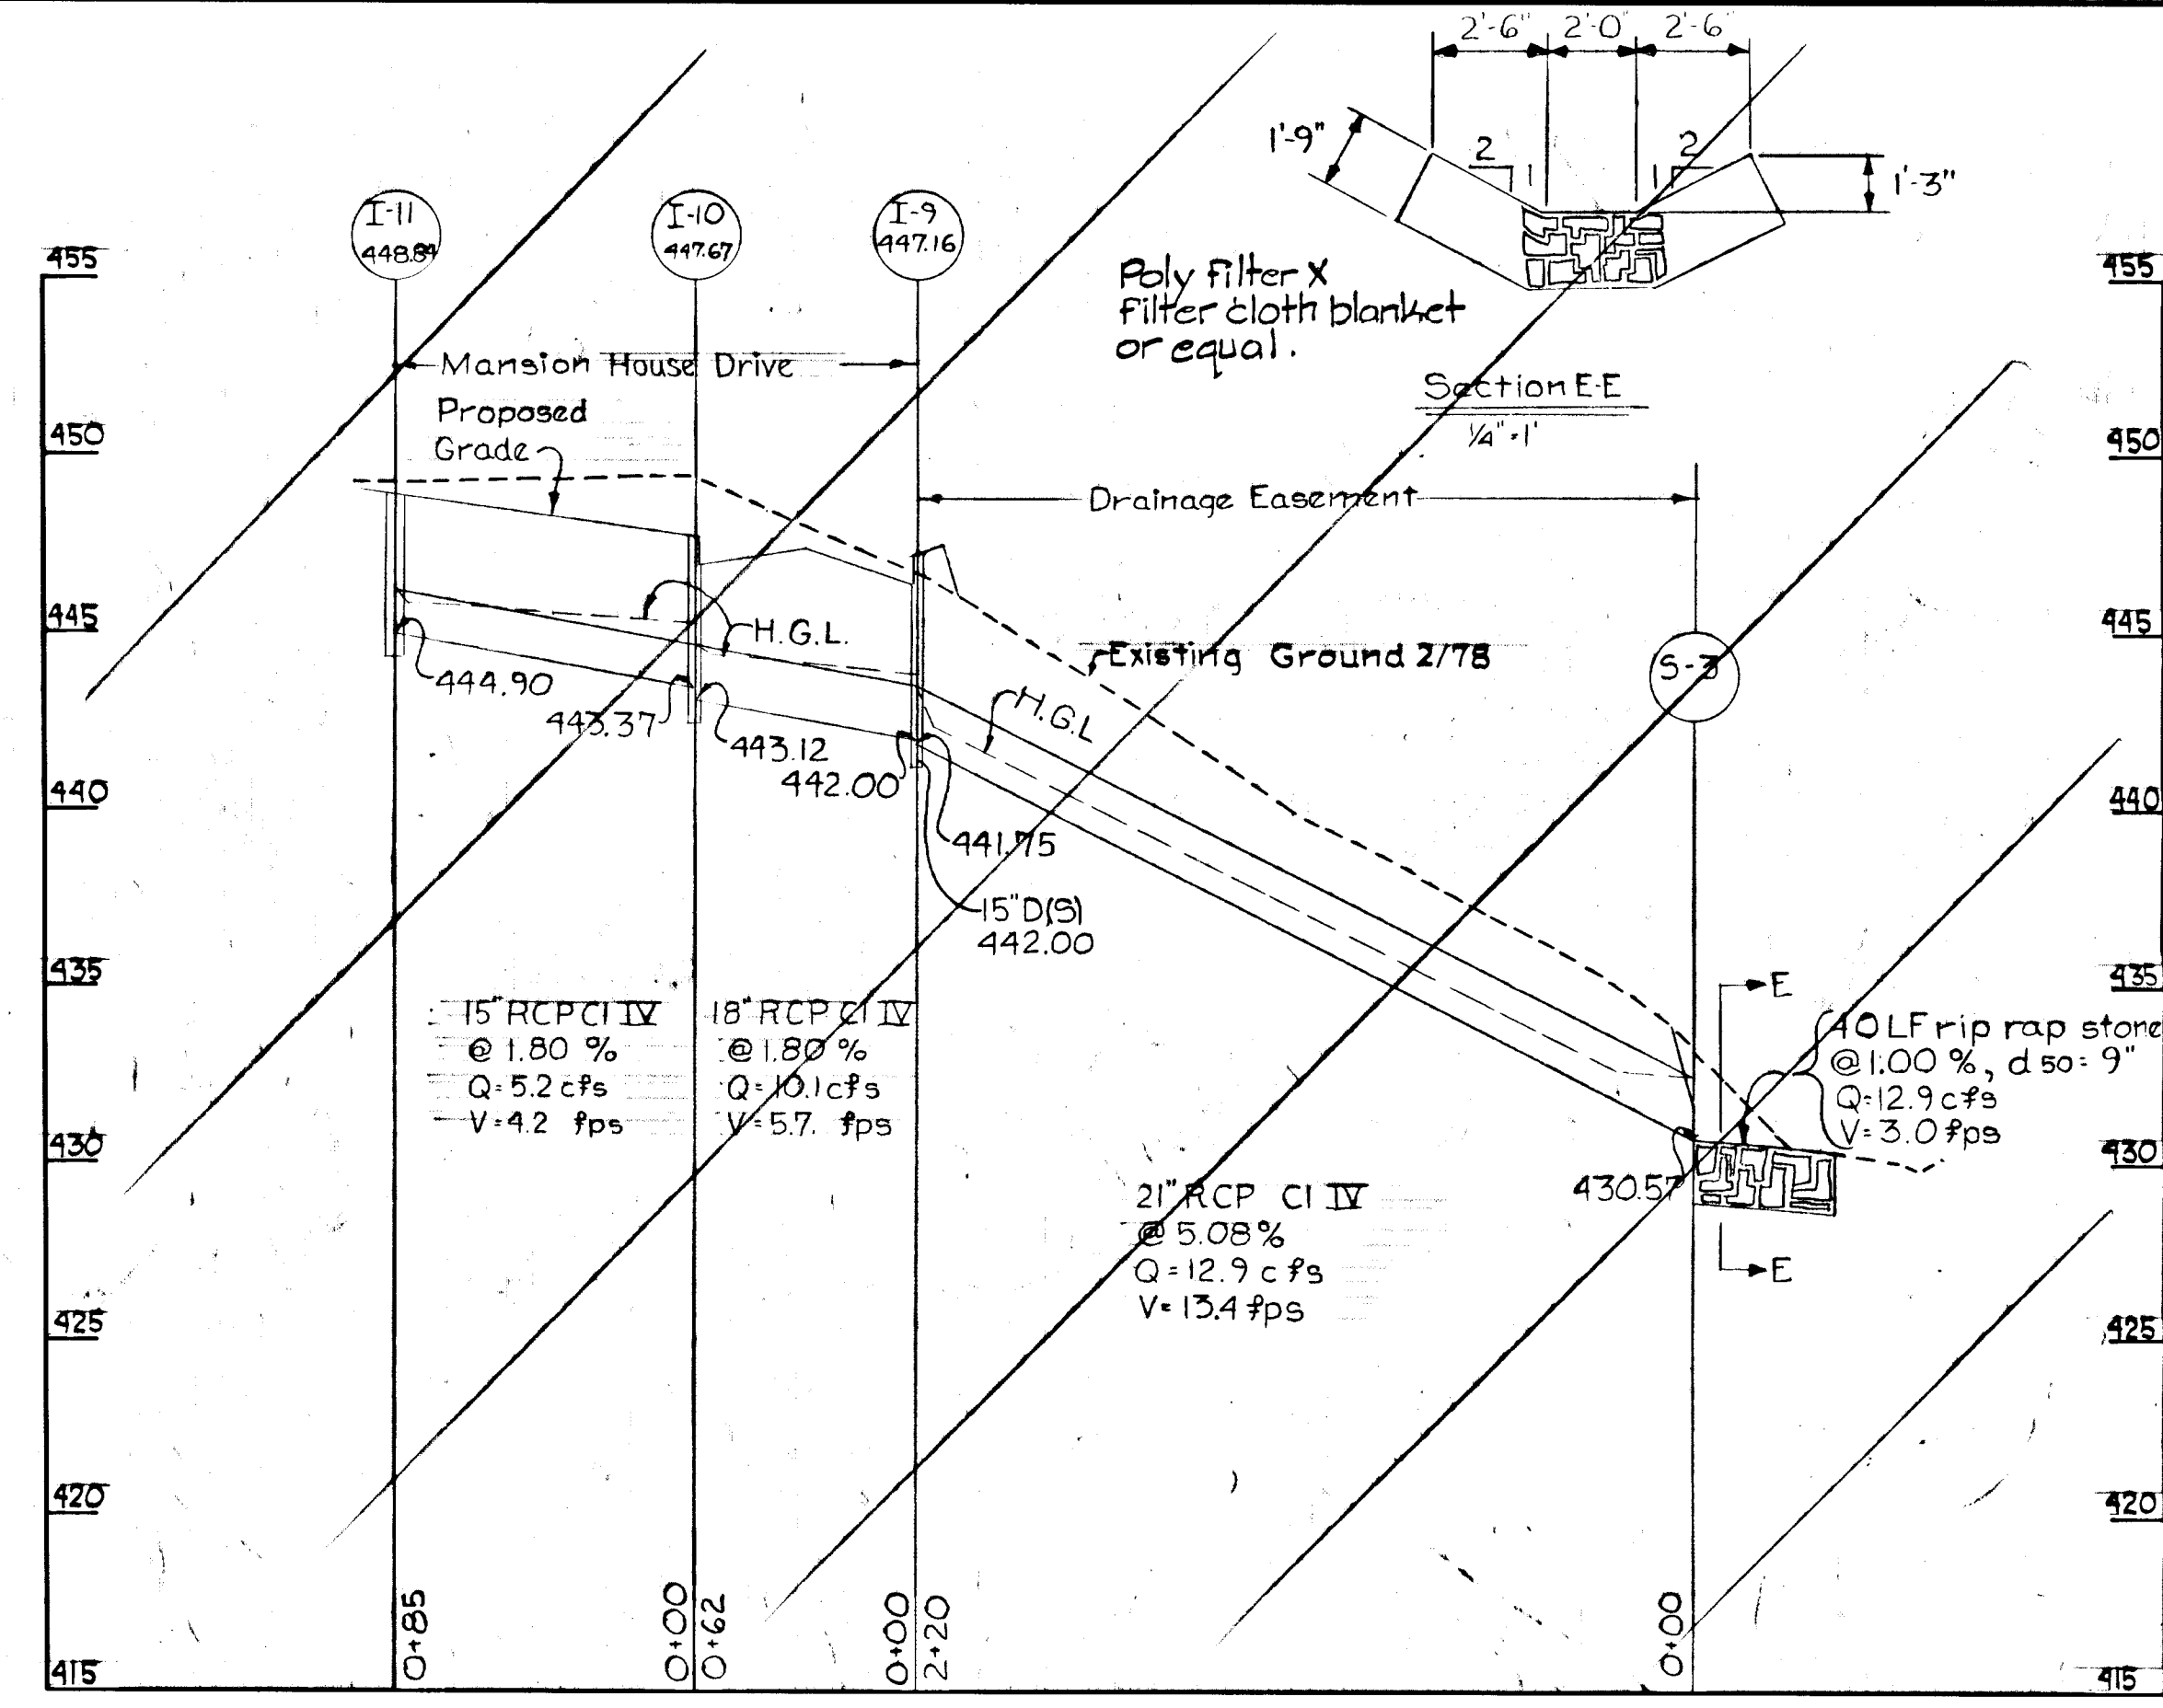 2'-6" 2'-0" 2'-6"
1'-9"
2
1
2
1
1'-3"
I-11
448.84
I-10
447.67
I-9
447.16
455
455
Poly filter X
filter cloth blanket
or equal.
Mansion House Drive
Section E-E
1/4" = 1'
Proposed
Grade
450
450
Drainage Easement
445
445
H.G.L.
Existing Ground 2/78
S-3
444.90
H.G.L
443.37
443.12
442.00
440
440
441.75
15" D(S)
442.00
435
435
E
15" RCP Cl IV
@ 1.80 %
Q = 5.2 cfs
V = 4.2 fps
18" RCP Cl IV
@ 1.80 %
Q = 10.1 cfs
V = 5.7. fps
40 LF rip rap stone
@ 1.00 %, d 50 = 9"
Q = 12.9 cfs
V = 3.0 fps
430
430
430.57
21" RCP Cl IV
@ 5.08%
Q = 12.9 cfs
V = 13.4 fps
E
425
425
420
420
0+85
0+00
0+62
0+00
2+20
0+00
415
415